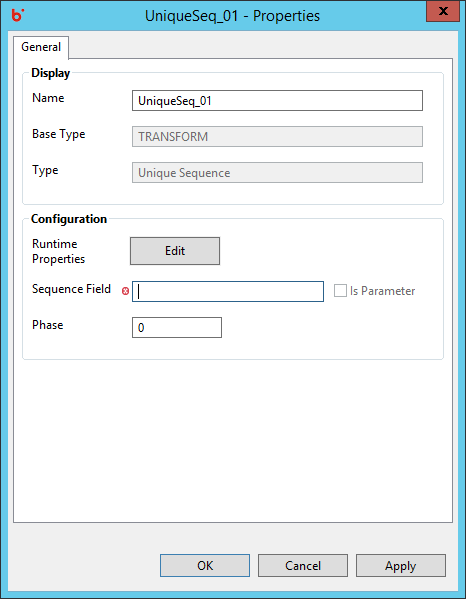 UniqueSeq_01 - Properties
General
Display
Name
UniqueSeq_01
Base Type
TRANSFORM
Type
Unique Sequence
Configuration
Runtime
Properties
Edit
Sequence Field
Is Parameter
Phase
0
OK
Cancel
Apply